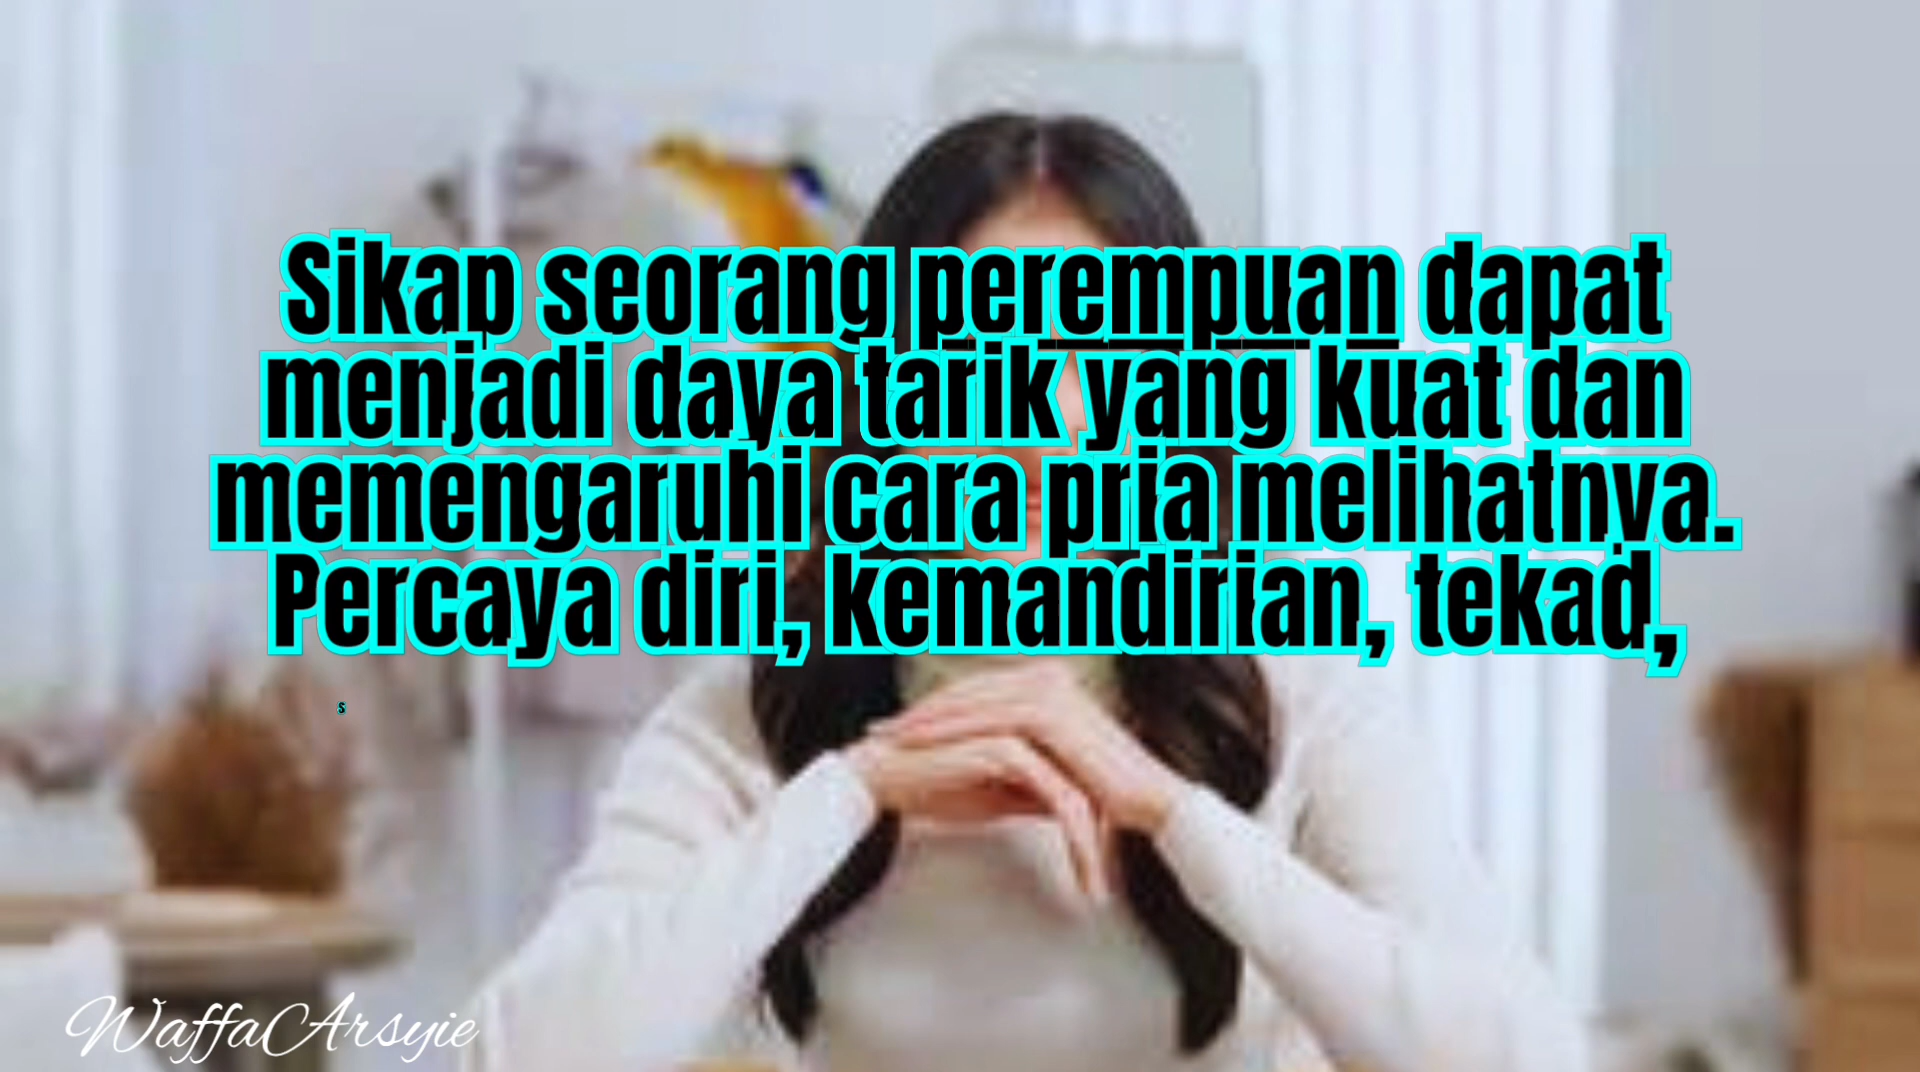 Sikap seorang perempuan dapat
menjadi daya tarik yang kuat dan
memengaruhi cara pria melihatnya.
Percaya diri, kemandirian, tekad,
s
WaffaArsyie